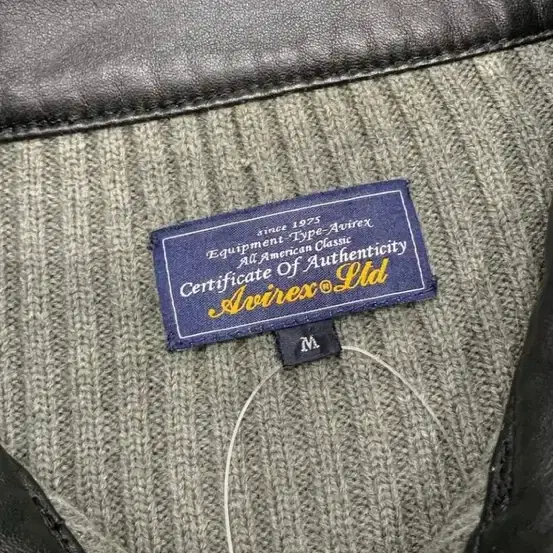 since 1975
Equipment-Type-Avirex
All American Classic
Certificate Of Authenticity
Avirex® Ltd
M